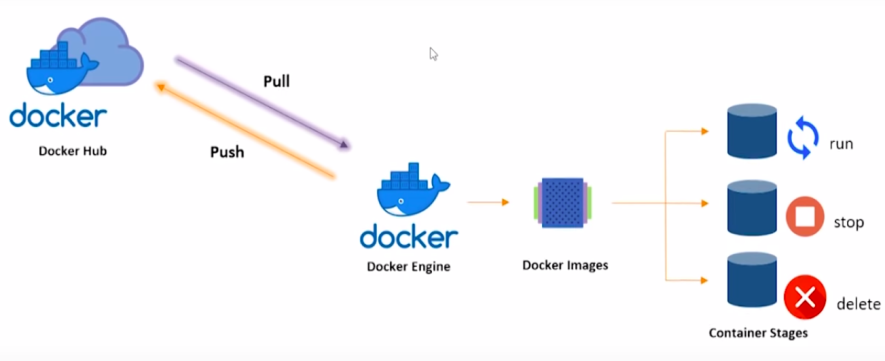 docker
Docker Hub
Pull
Push
docker
Docker Engine
Docker Images
run
stop
delete
Container Stages